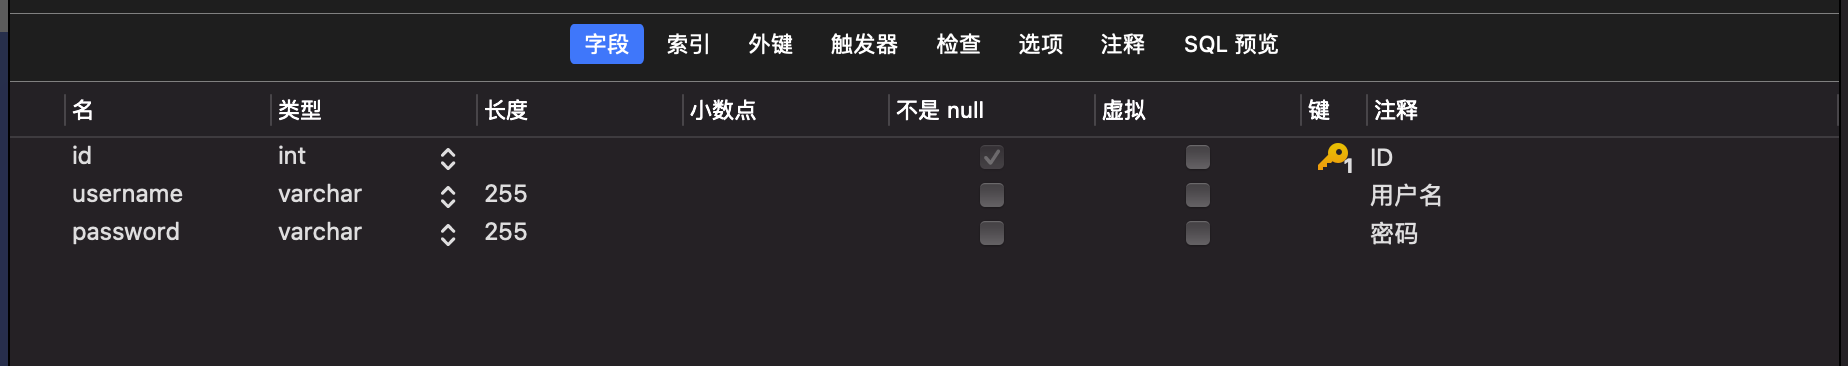 字段 索引 外键 触发器 检查 选项 注释 SQL 预览
名 类型 长度 小数点 不是 null 虚拟 键 注释
id int 1 ID
username varchar 255 用户名
password varchar 255 密码